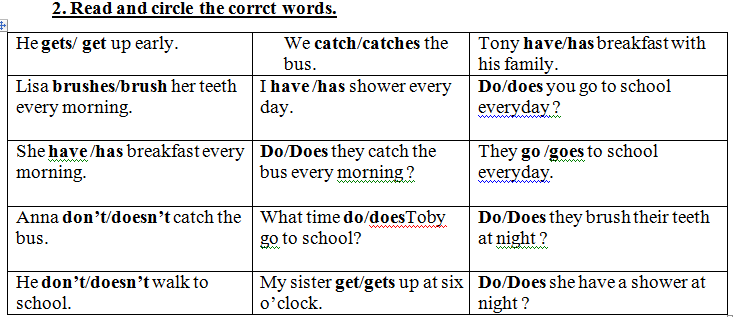 2. Read and circle the corrct words.
He gets/ get up early.
We catch/catches the
bus.
Tony have/has breakfast with
his family.
Lisa brushes/brush her teeth
every morning.
I have /has shower every
day.
Do/does you go to school
everyday ?
She have /has breakfast every
morning.
Do/Does they catch the
bus every morning ?
They go /goes to school
everyday.
Anna don’t/doesn’t catch the
bus.
What time do/doesToby
go to school?
Do/Does they brush their teeth
at night ?
He don’t/doesn’t walk to
school.
My sister get/gets up at six
o’clock.
Do/Does she have a shower at
night ?